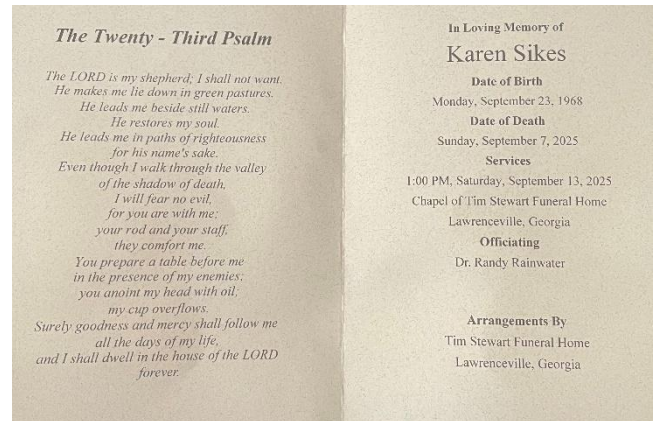 The Twenty - Third Psalm
The LORD is my shepherd; I shall not want.
He makes me lie down in green pastures.
He leads me beside still waters.
He restores my soul.
He leads me in paths of righteousness
for his name's sake.
Even though I walk through the valley
of the shadow of death,
I will fear no evil,
for you are with me;
your rod and your staff,
they comfort me.
You prepare a table before me
in the presence of my enemies;
you anoint my head with oil,
my cup overflows.
Surely goodness and mercy shall follow me
all the days of my life,
and I shall dwell in the house of the LORD
forever.
In Loving Memory of
Karen Sikes
Date of Birth
Monday, September 23, 1968
Date of Death
Sunday, September 7, 2025
Services
1:00 PM, Saturday, September 13, 2025
Chapel of Tim Stewart Funeral Home
Lawrenceville, Georgia
Officiating
Dr. Randy Rainwater
Arrangements By
Tim Stewart Funeral Home
Lawrenceville, Georgia